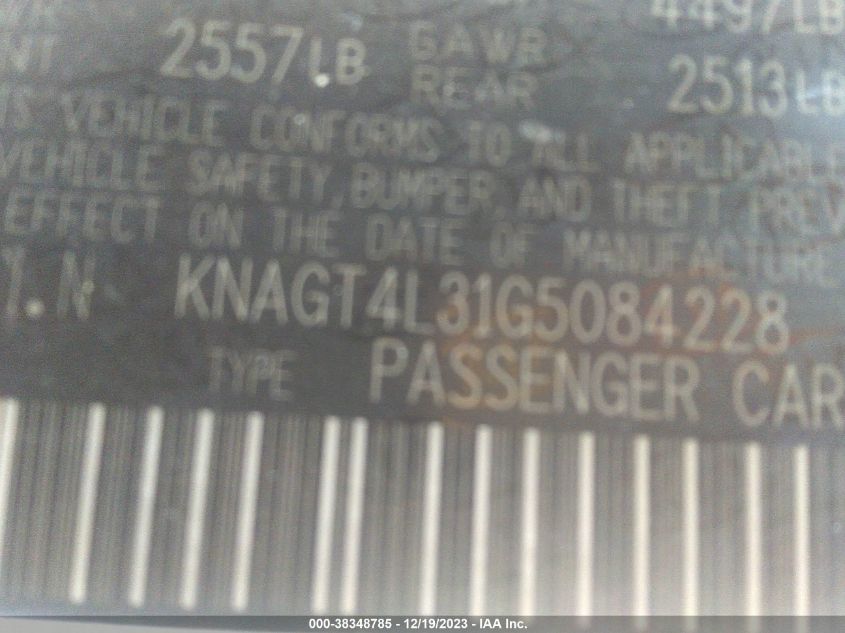 4497LB
2557LB GAWR
REAR 2513LB
VEHICLE CONFORMS TO ALL APPLICABLE
VEHICLE SAFETY, BUMPER, AND THEFT PREV
EFFECT ON THE DATE OF MANUFACTURE
I.N KNAGT4L31G5084228
TYPE PASSENGER CAR
000-38348785 - 12/19/2023 - IAA Inc.